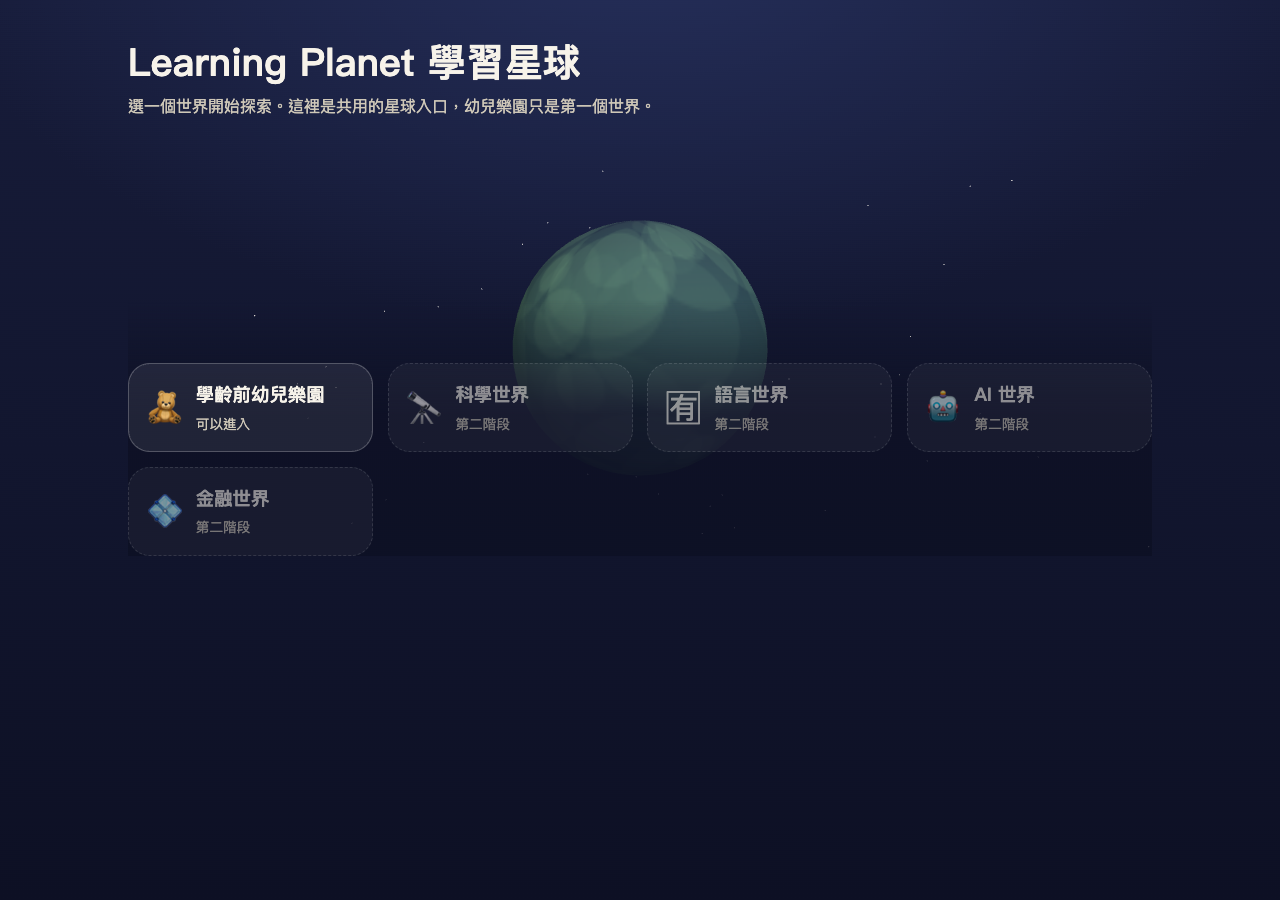 Learning Planet 學習星球
選一個世界開始探索。這裡是共用的星球入口，幼兒樂園只是第一個世界。
學齡前幼兒樂園
可以進入
科學世界
第二階段
有
語言世界
第二階段
AI 世界
第二階段
金融世界
第二階段